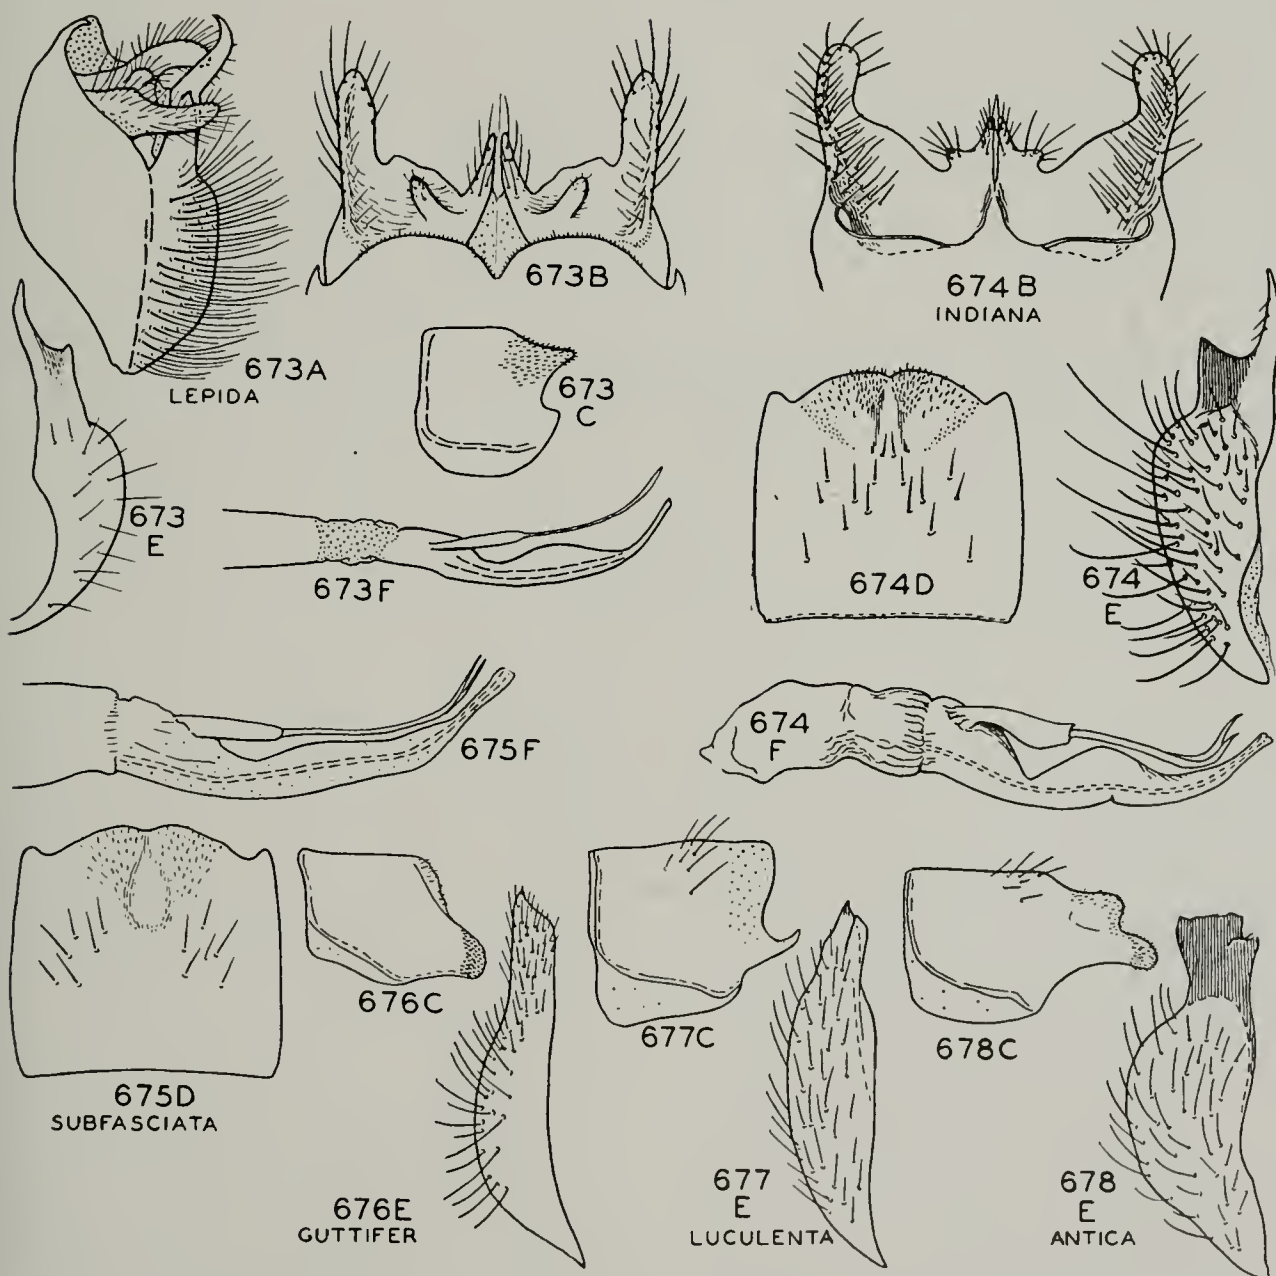 673B
674B
INDIANA
673A
LEPIDA
673
C
673
E
673F
674D
674
E
675F
674
F
675D
SUBFASCIATA
676C
677C
678C
676E
GUTTIFER
677
E
LUCULENTA
678
E
ANTICA